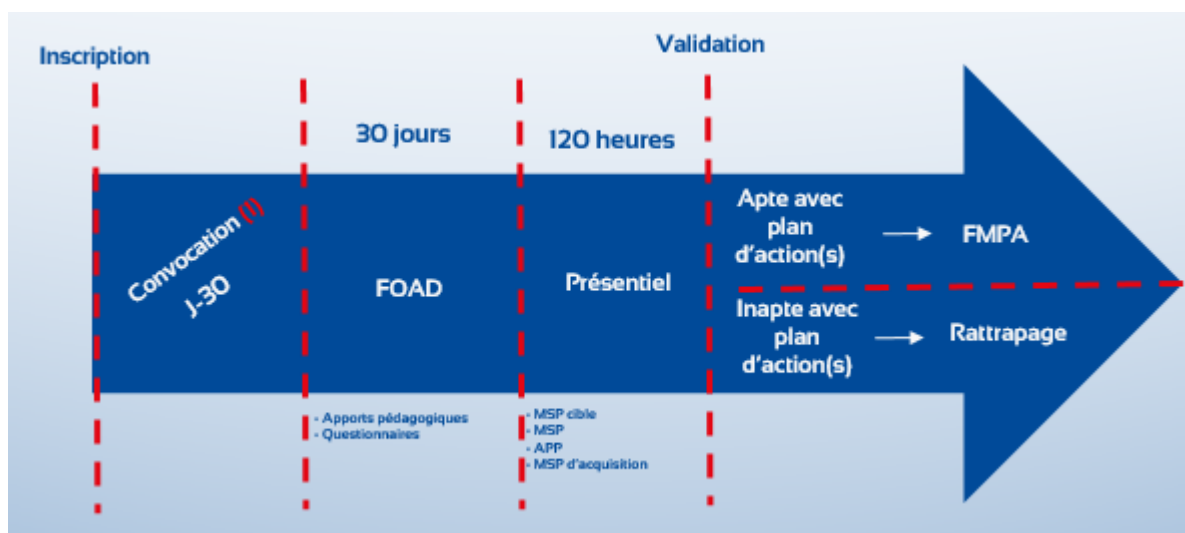 Inscription
Validation
30 jours
120 heures
Convocation (1)
J-30
FOAD
Présentiel
Apte avec
plan
d'action(s)
FMPA
Inapte avec
plan
d'action(s)
Rattrapage
- Apports pédagogiques
- Questionnaires
- MSP cible
- MSP
- APP
- MSP d'acquisition